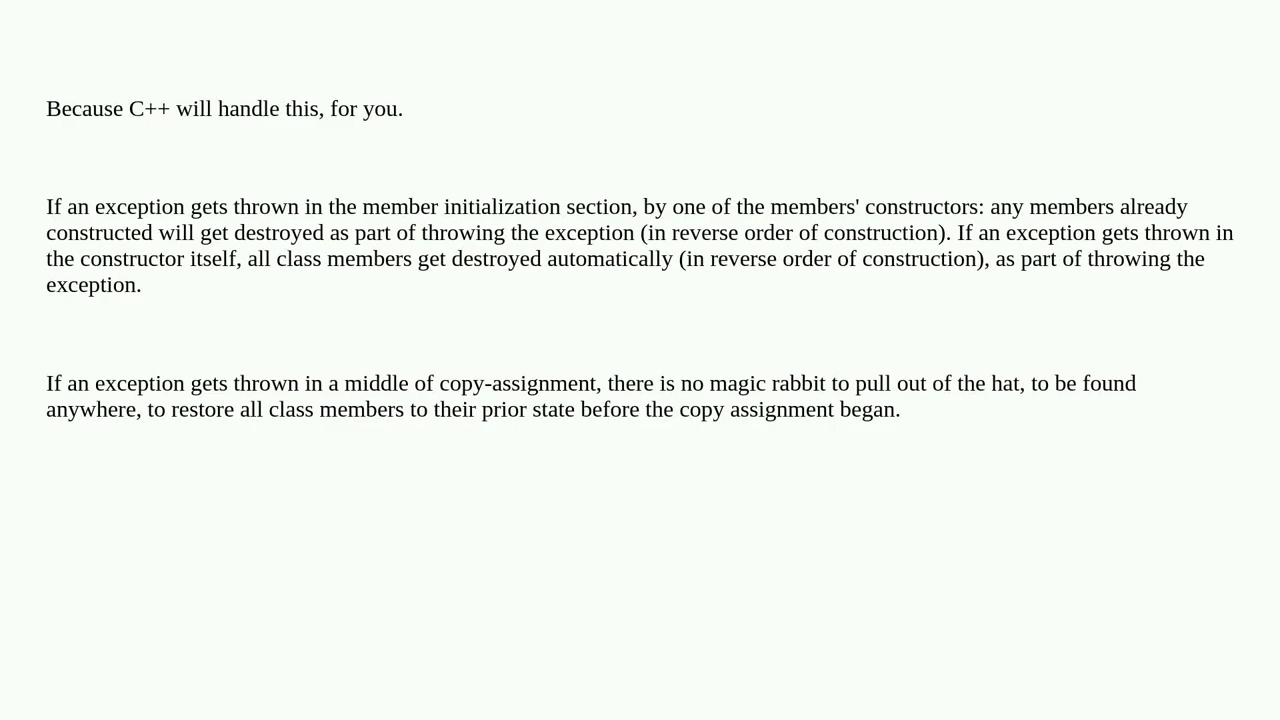 Because C++ will handle this, for you.
If an exception gets thrown in the member initialization section, by one of the members' constructors: any members already
constructed will get destroyed as part of throwing the exception (in reverse order of construction). If an exception gets thrown in
the constructor itself, all class members get destroyed automatically (in reverse order of construction), as part of throwing the
exception.
If an exception gets thrown in a middle of copy-assignment, there is no magic rabbit to pull out of the hat, to be found
anywhere, to restore all class members to their prior state before the copy assignment began.